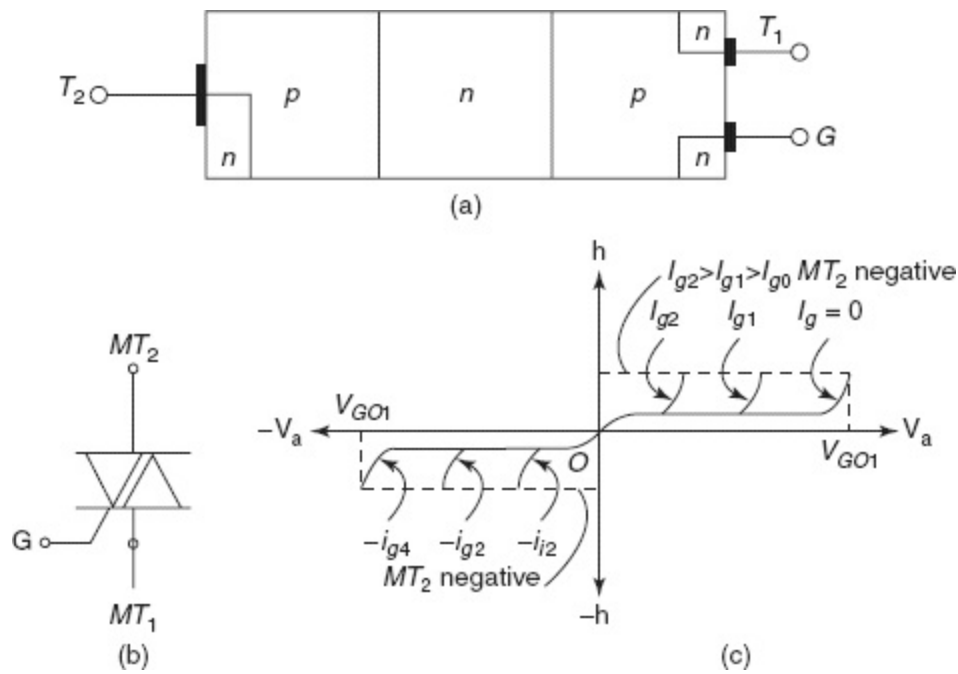 n
T1
T2
p
n
p
n
n
G
(a)
h
Ig2>Ig1>Ig0 MT2 negative
Ig2
Ig1
Ig = 0
MT2
VGO1
–Va
Va
O
VGO1
G
–ig4
–ig2
–ii2
MT2 negative
–h
MT1
(b)
(c)